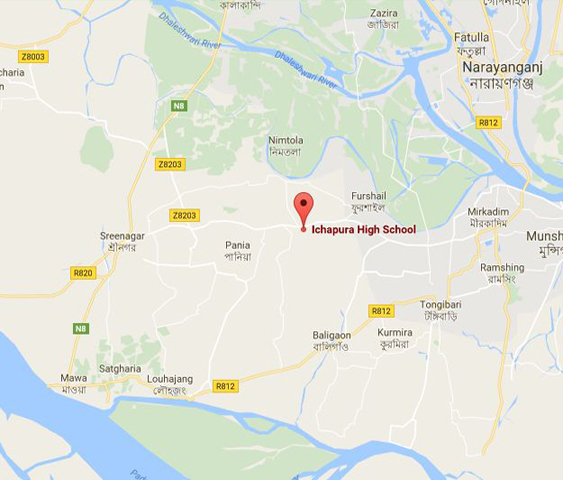 কালাকান্দি
গোদনাইল
Zazira
জাজিরা
Dhaleshwari River
Dhaleshwari River
Fatulla
ফতুল্লা
Z8003
Narayanganj
নারায়ণগঞ্জ
charia
n
N8
R812
Nimtola
নিমতলা
Z8203
Furshail
ফুরশাইল
Z8203
Ichapura High School
Mirkadim
মীরকাদিম
Sreenagar
শ্রীনগর
Pania
পানিয়া
Munsh
মুন্সিগ
R820
Ramshing
রামসিং
Tongibari
টঙ্গিবাড়ি
R812
N8
Baligaon
বালিগাঁও
Kurmira
কুরমিরা
Satgharia
Mawa
মাওয়া
Louhajang
লৌহজং
R812
Pad